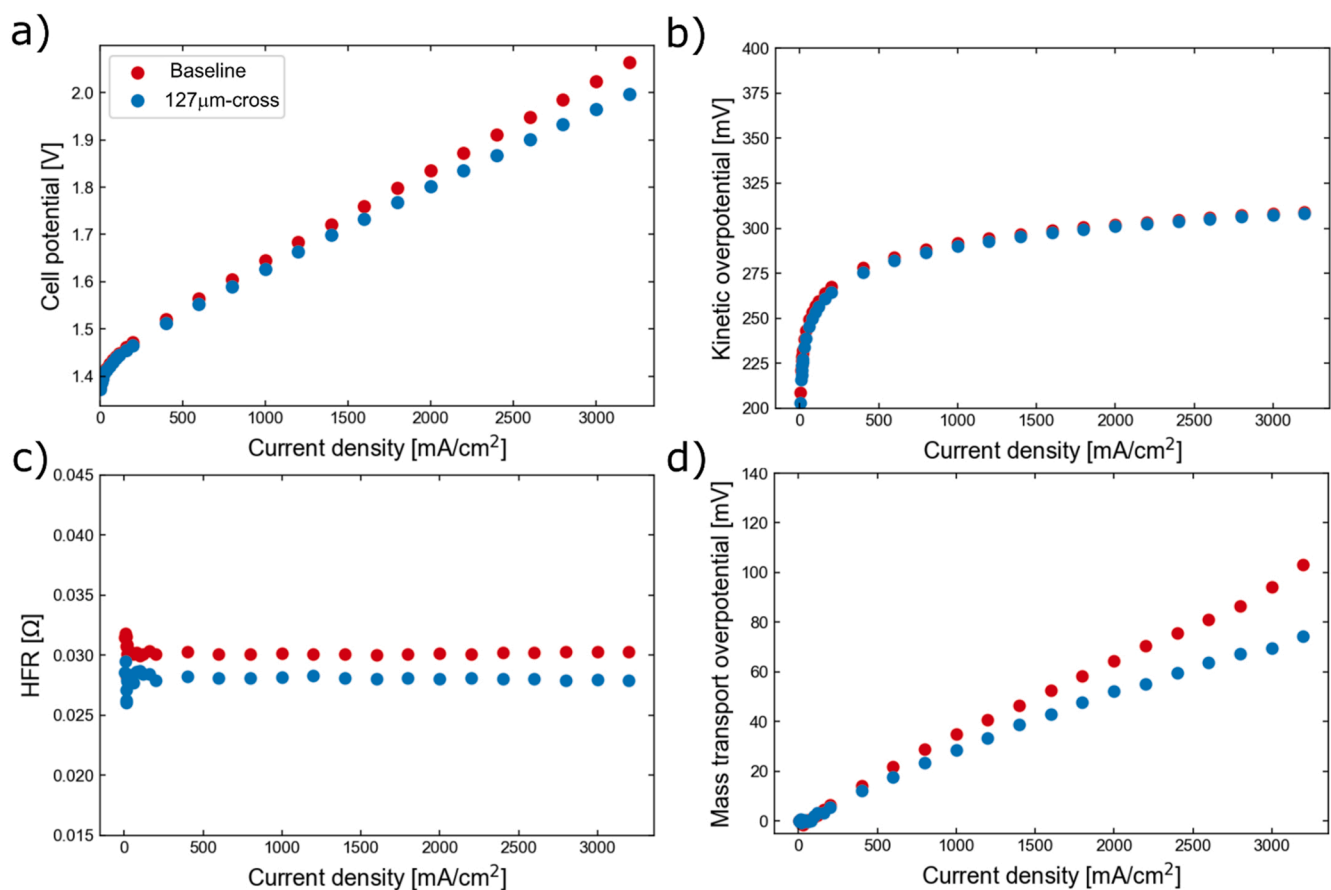 a)
Baseline
127μm-cross
Cell potential [V]
2.0
1.9
1.8
1.7
1.6
1.5
1.4
0 500 1000 1500 2000 2500 3000
Current density [mA/cm²]
b)
Kinetic overpotential [mV]
400
375
350
325
300
275
250
225
200
0 500 1000 1500 2000 2500 3000
Current density [mA/cm²]
c)
HFR [Ω]
0.045
0.040
0.035
0.030
0.025
0.020
0.015
0 500 1000 1500 2000 2500 3000
Current density [mA/cm²]
d)
Mass transport overpotential [mV]
140
120
100
80
60
40
20
0
0 500 1000 1500 2000 2500 3000
Current density [mA/cm²]